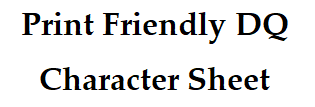 Print Friendly DQ
Character Sheet